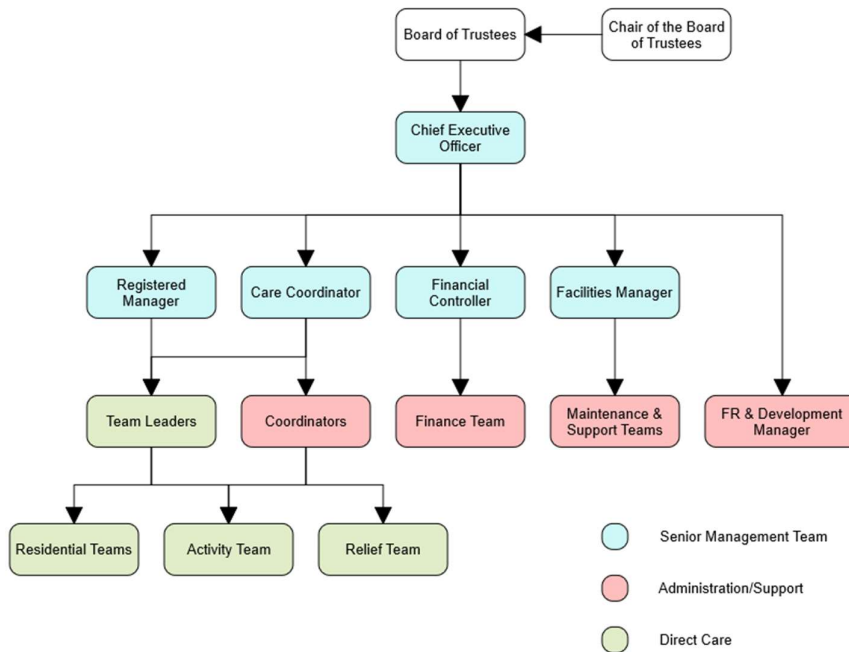 Board of Trustees
Chair of the Board
of Trustees
Chief Executive
Officer
Registered
Manager
Care Coordinator
Financial
Controller
Facilities Manager
Team Leaders
Coordinators
Finance Team
Maintenance &
Support Teams
FR & Development
Manager
Residential Teams
Activity Team
Relief Team
Senior Management Team
Administration/Support
Direct Care